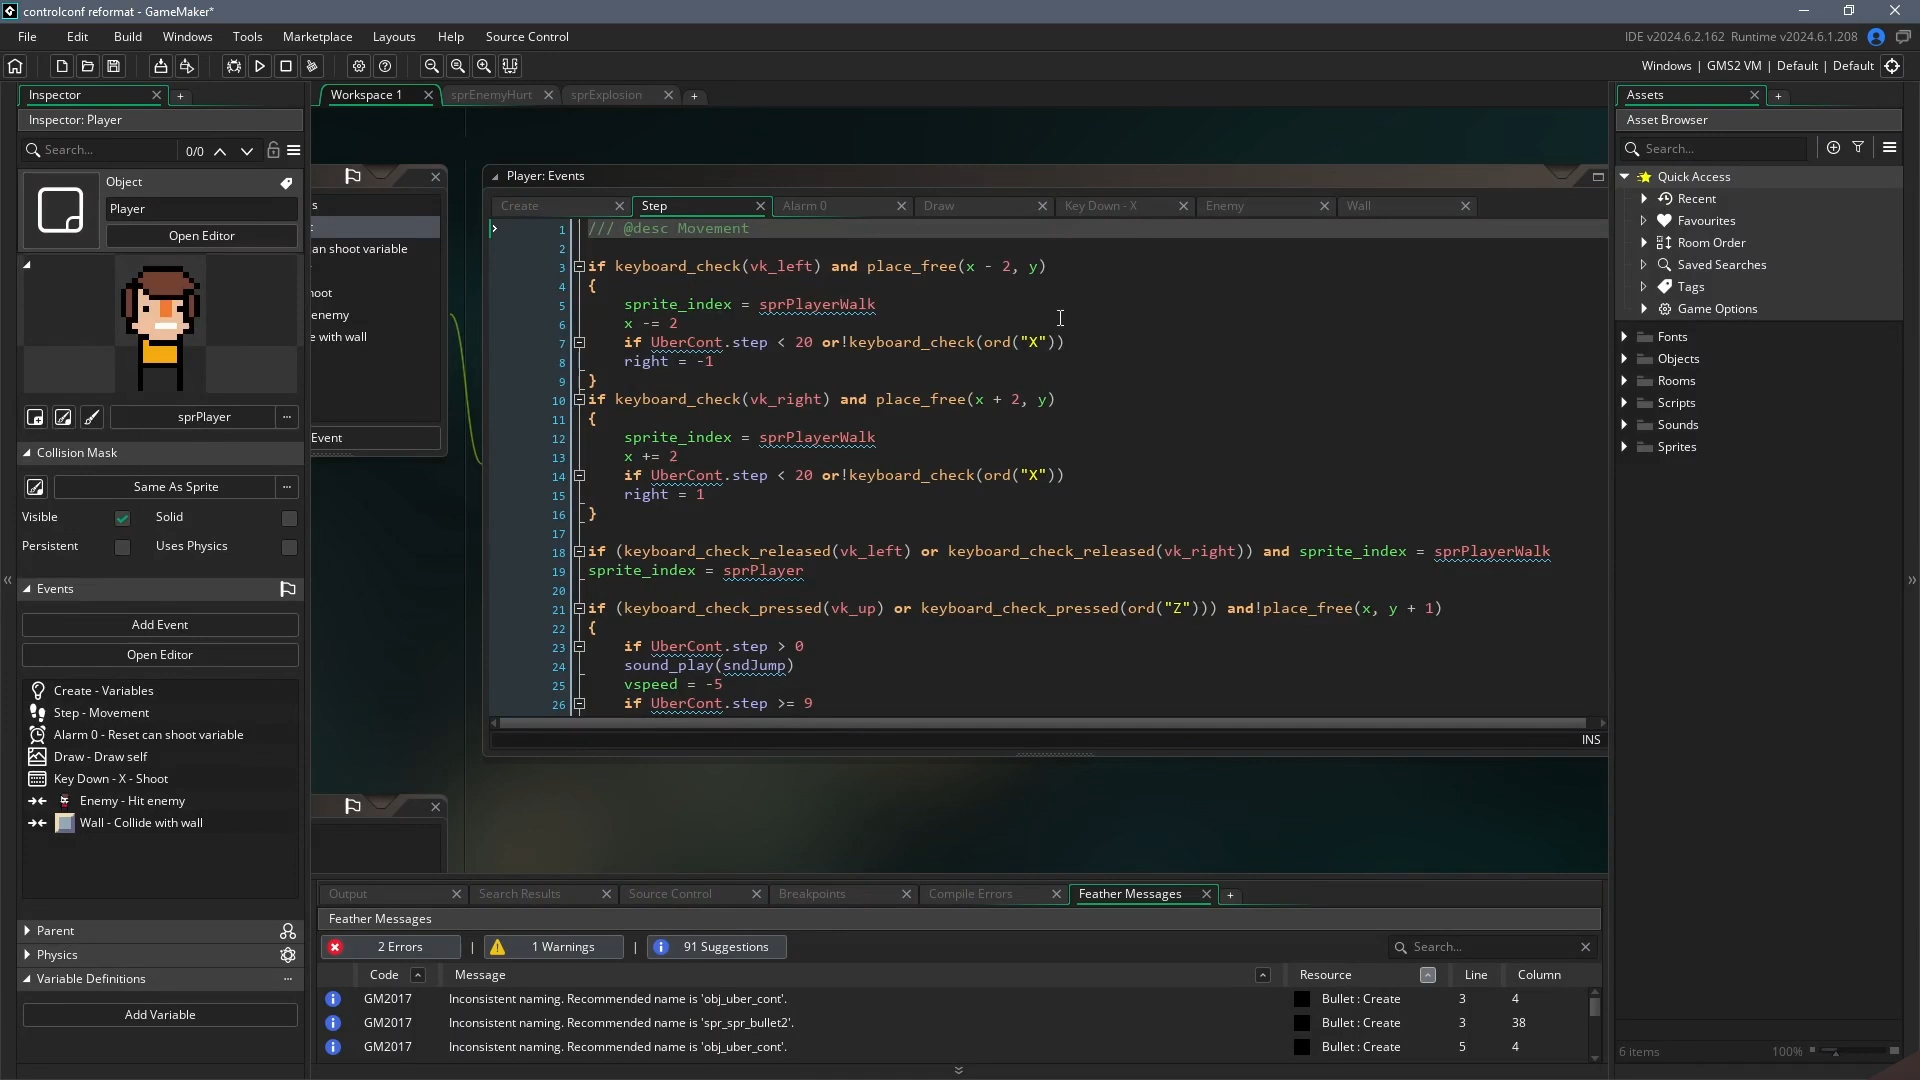 controlconf reformat - GameMaker*
File Edit Build Windows Tools Marketplace Layouts Help Source Control
IDE v2024.6.2.162 Runtime v2024.6.1.208
Windows | GMS2 VM | Default | Default
Inspector
Inspector: Player
Search...
0/0
Object
Player
Open Editor
sprPlayer
...
Collision Mask
Same As Sprite
...
Visible
Solid
Persistent
Uses Physics
Events
Add Event
Open Editor
Create - Variables
Step - Movement
Alarm 0 - Reset can shoot variable
Draw - Draw self
Key Down - X - Shoot
Enemy - Hit enemy
Wall - Collide with wall
Parent
Physics
Variable Definitions
...
Add Variable
Workspace 1
sprEnemyHurt
sprExplosion
s
t
an shoot variable
hoot
enemy
e with wall
Event
Player: Events
Create
Step
Alarm 0
Draw
Key Down - X
Enemy
Wall
1 /// @desc Movement
2
3 if keyboard_check(vk_left) and place_free(x - 2, y)
4 {
5 sprite_index = sprPlayerWalk
6 x -= 2
7 if UberCont.step < 20 or!keyboard_check(ord("X"))
8 right = -1
9 }
10 if keyboard_check(vk_right) and place_free(x + 2, y)
11 {
12 sprite_index = sprPlayerWalk
13 x += 2
14 if UberCont.step < 20 or!keyboard_check(ord("X"))
15 right = 1
16 }
17
18 if (keyboard_check_released(vk_left) or keyboard_check_released(vk_right)) and sprite_index = sprPlayerWalk
19 sprite_index = sprPlayer
20
21 if (keyboard_check_pressed(vk_up) or keyboard_check_pressed(ord("Z"))) and!place_free(x, y + 1)
22 {
23 if UberCont.step > 0
24 sound_play(sndJump)
25 vspeed = -5
26 if UberCont.step >= 9
INS
Output
Search Results
Source Control
Breakpoints
Compile Errors
Feather Messages
Feather Messages
2 Errors | 1 Warnings | 91 Suggestions
Search...
Code Message Resource Line Column
GM2017 Inconsistent naming. Recommended name is 'obj_uber_cont'. Bullet : Create 3 4
GM2017 Inconsistent naming. Recommended name is 'spr_spr_bullet2'. Bullet : Create 3 38
GM2017 Inconsistent naming. Recommended name is 'obj_uber_cont'. Bullet : Create 5 4
Assets
Asset Browser
Search...
Quick Access
Recent
Favourites
Room Order
Saved Searches
Tags
Game Options
Fonts
Objects
Rooms
Scripts
Sounds
Sprites
6 items
100%